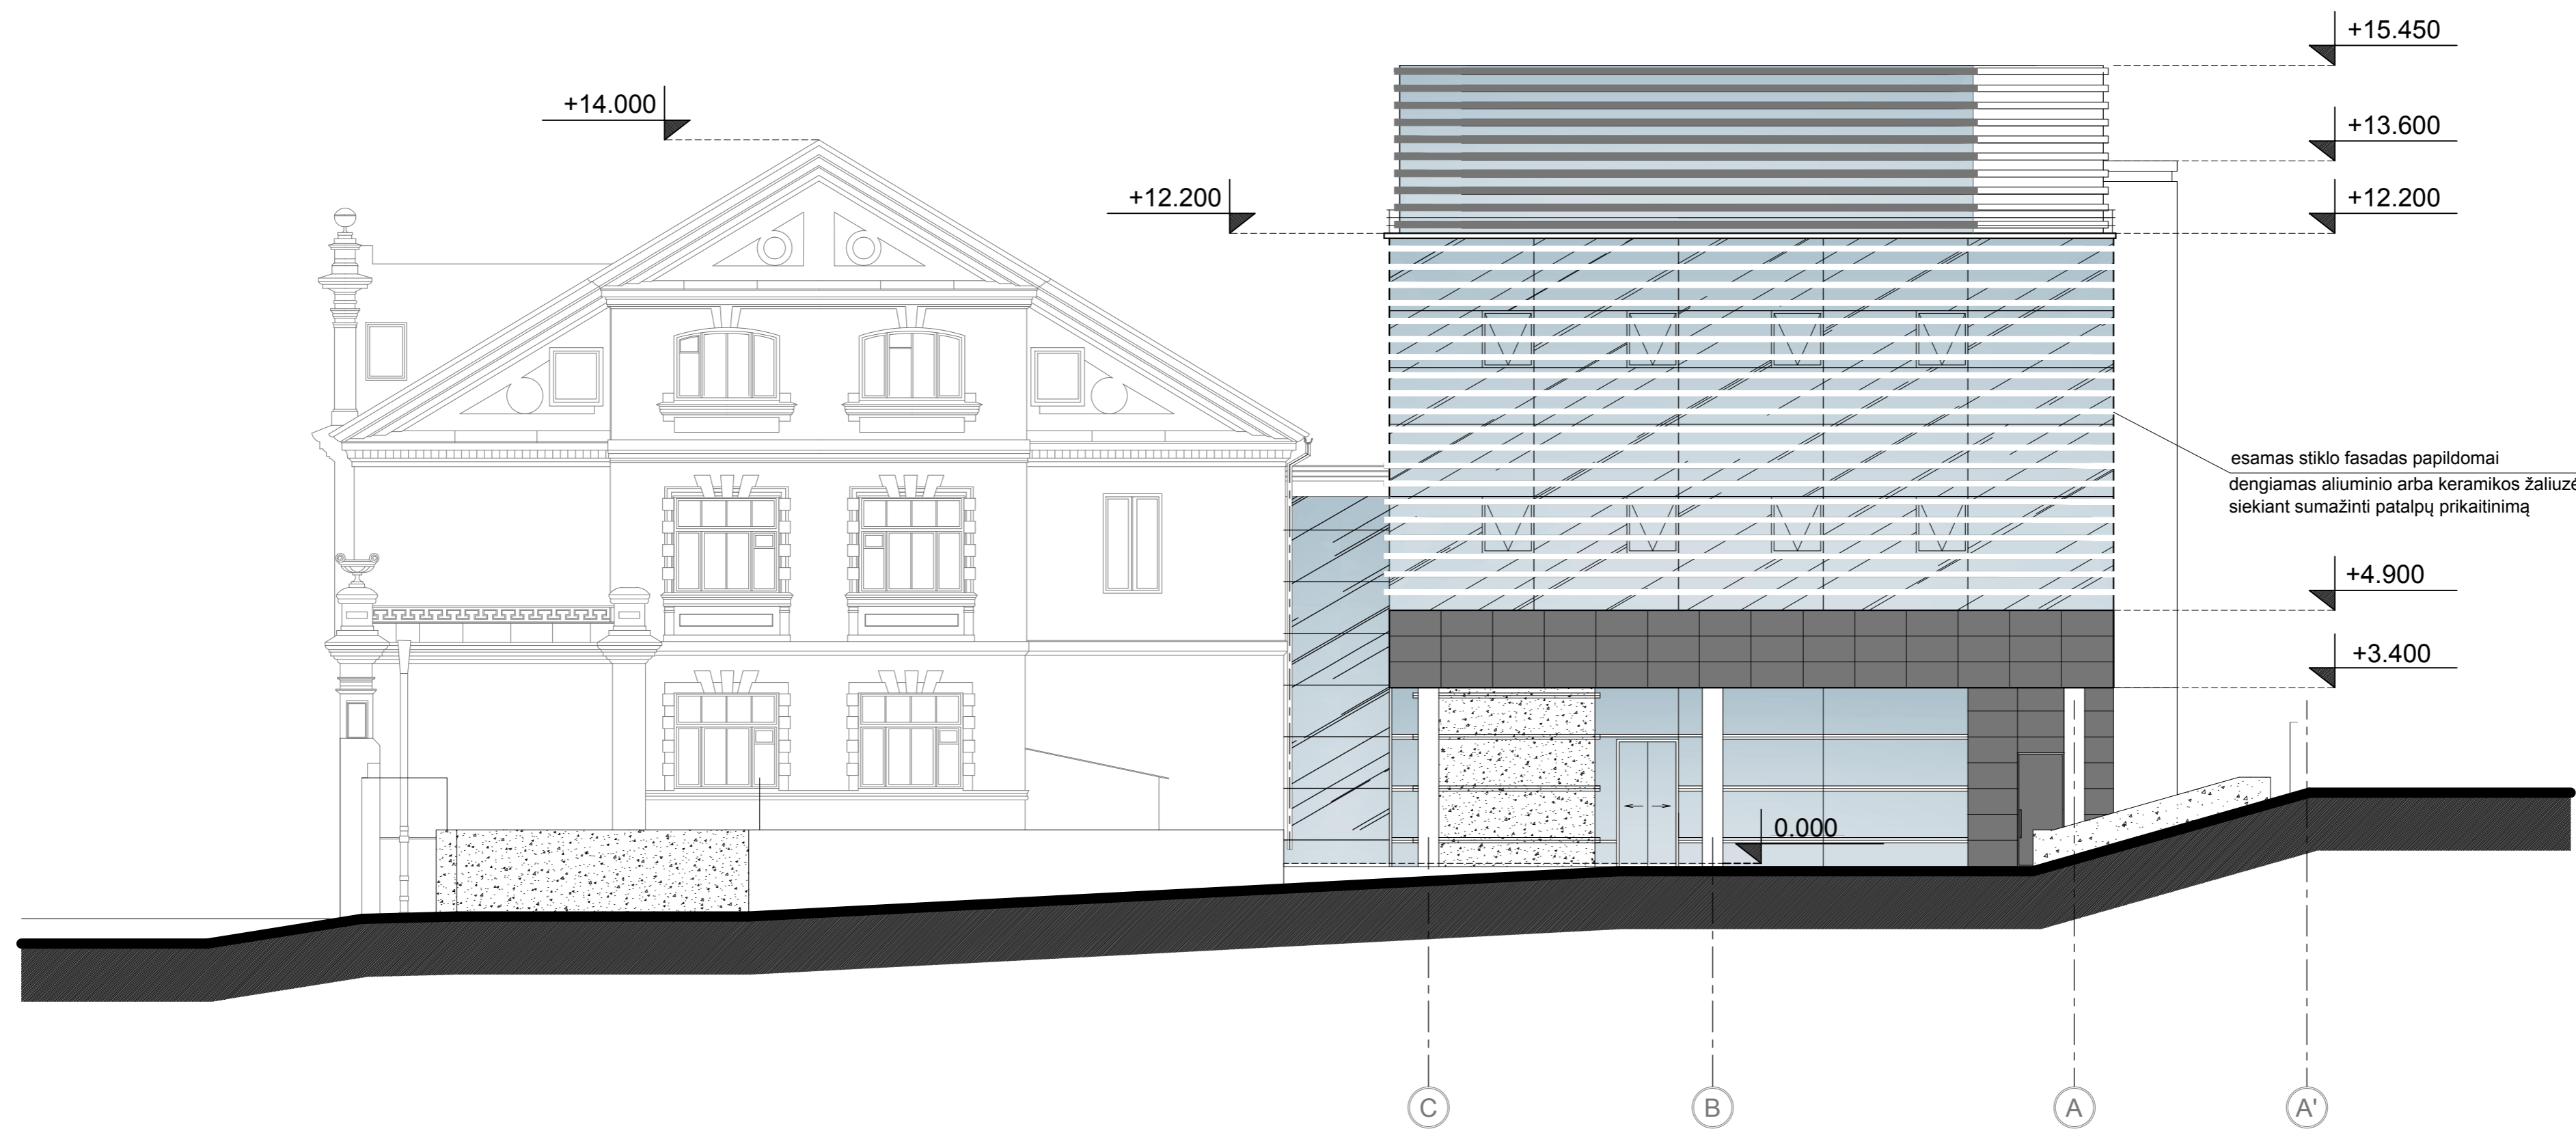 +15.450
+14.000
+13.600
+12.200
+12.200
esamas stiklo fasadas papildomai
dengiamas aliuminio arba keramikos
siekiant sumažinti patalpų prikaitinimą
+4.900
+3.400
0.000
C
B
A
A'